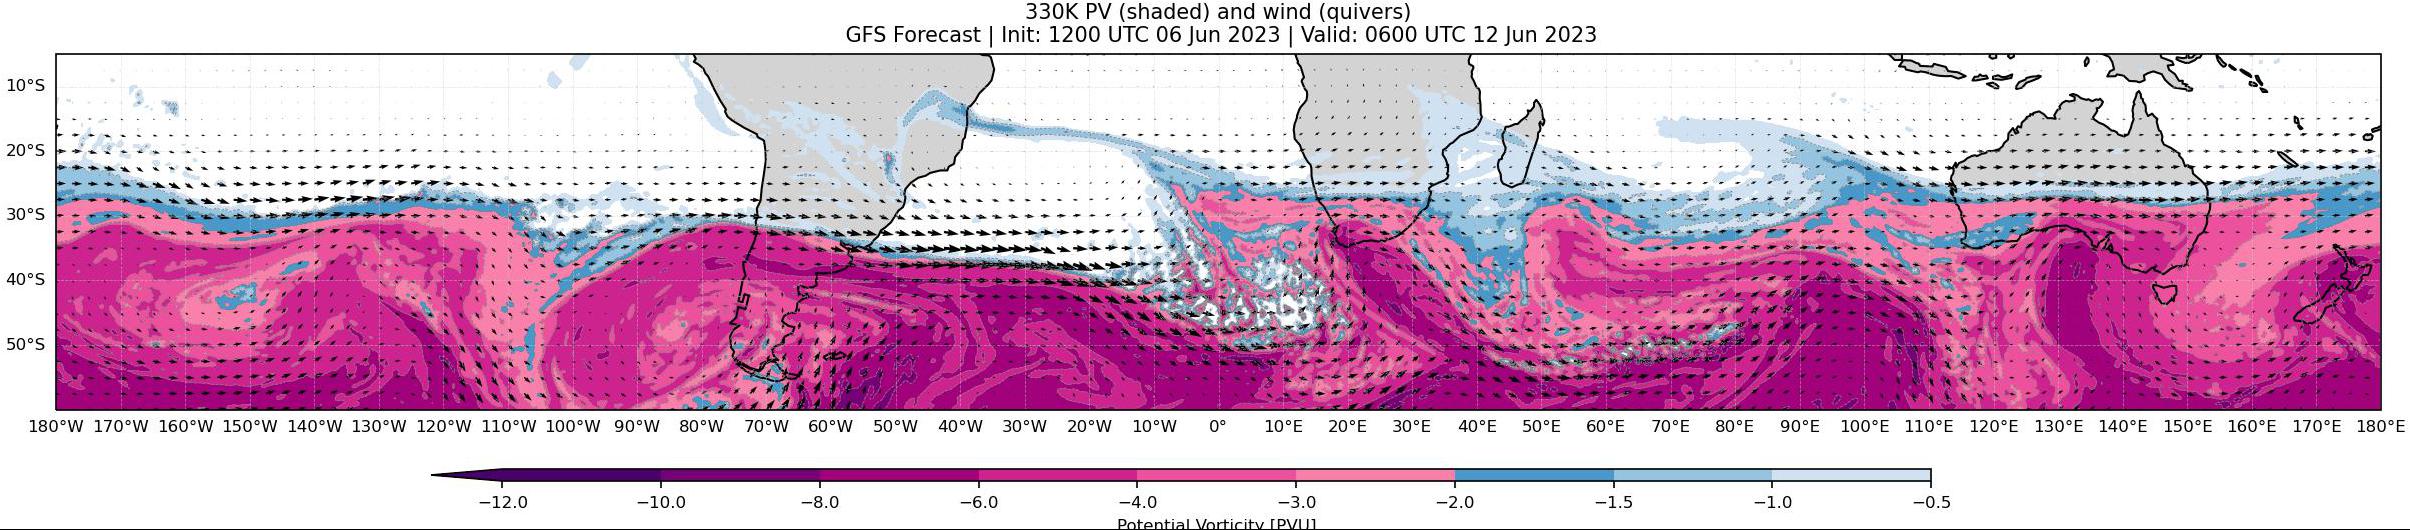 330K PV (shaded) and wind (quivers)
GFS Forecast | Init: 1200 UTC 06 Jun 2023 | Valid: 0600 UTC 12 Jun 2023
10°S
20°S
30°S
40°S
50°S
180°W 170°W 160°W 150°W 140°W 130°W 120°W 110°W 100°W 90°W 80°W 70°W 60°W 50°W 40°W 30°W 20°W 10°W 0° 10°E 20°E 30°E 40°E 50°E 60°E 70°E 80°E 90°E 100°E 110°E 120°E 130°E 140°E 150°E 160°E 170°E 180°E
−12.0 −10.0 −8.0 −6.0 −4.0 −3.0 −2.0 −1.5 −1.0 −0.5
Potential Vorticity [PVU]